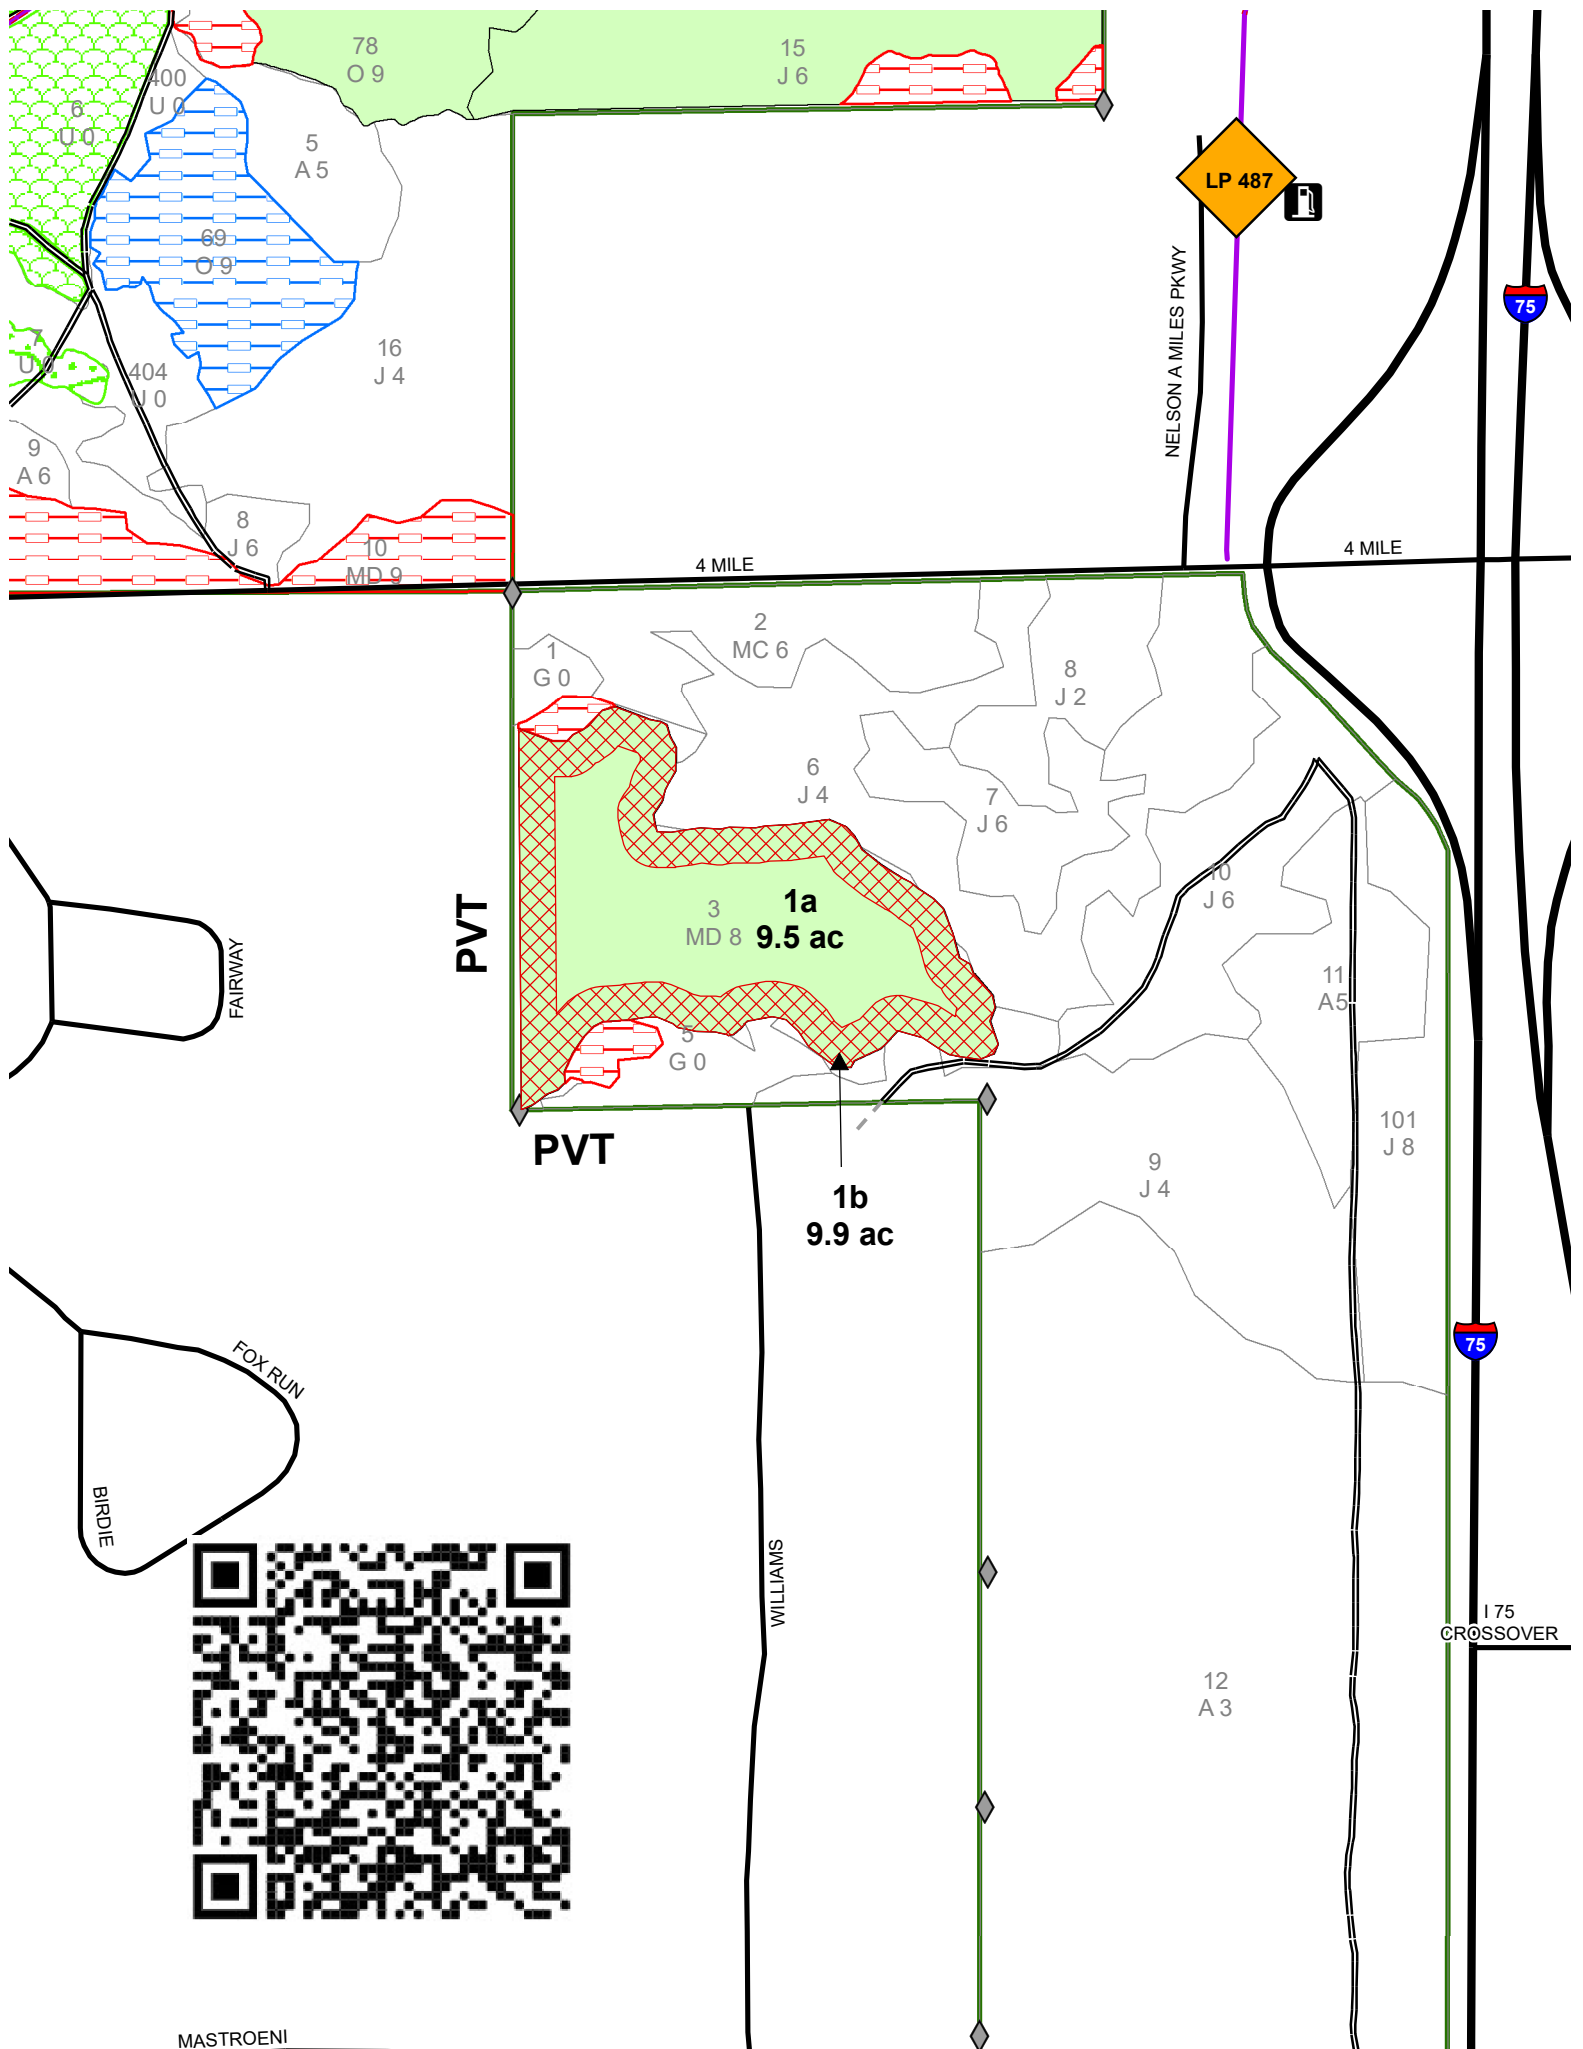 78
O 9
15
J 6
400
U 0
6
U 0
5
A 5
LP 487
69
O 9
NELSON A MILES PKWY
75
7
U 0
404
U 0
16
J 4
9
A 6
8
J 6
10
MD 9
4 MILE
4 MILE
1
G 0
2
MC 6
8
J 2
6
J 4
7
J 6
10
J 6
3
MD 8
1a
9.5 ac
PVT
FAIRWAY
11
A 5
5
G 0
PVT
101
J 8
9
J 4
1b
9.9 ac
75
FOX RUN
BIRDIE
WILLIAMS
I 75
CROSSOVER
12
A 3
MASTROENI